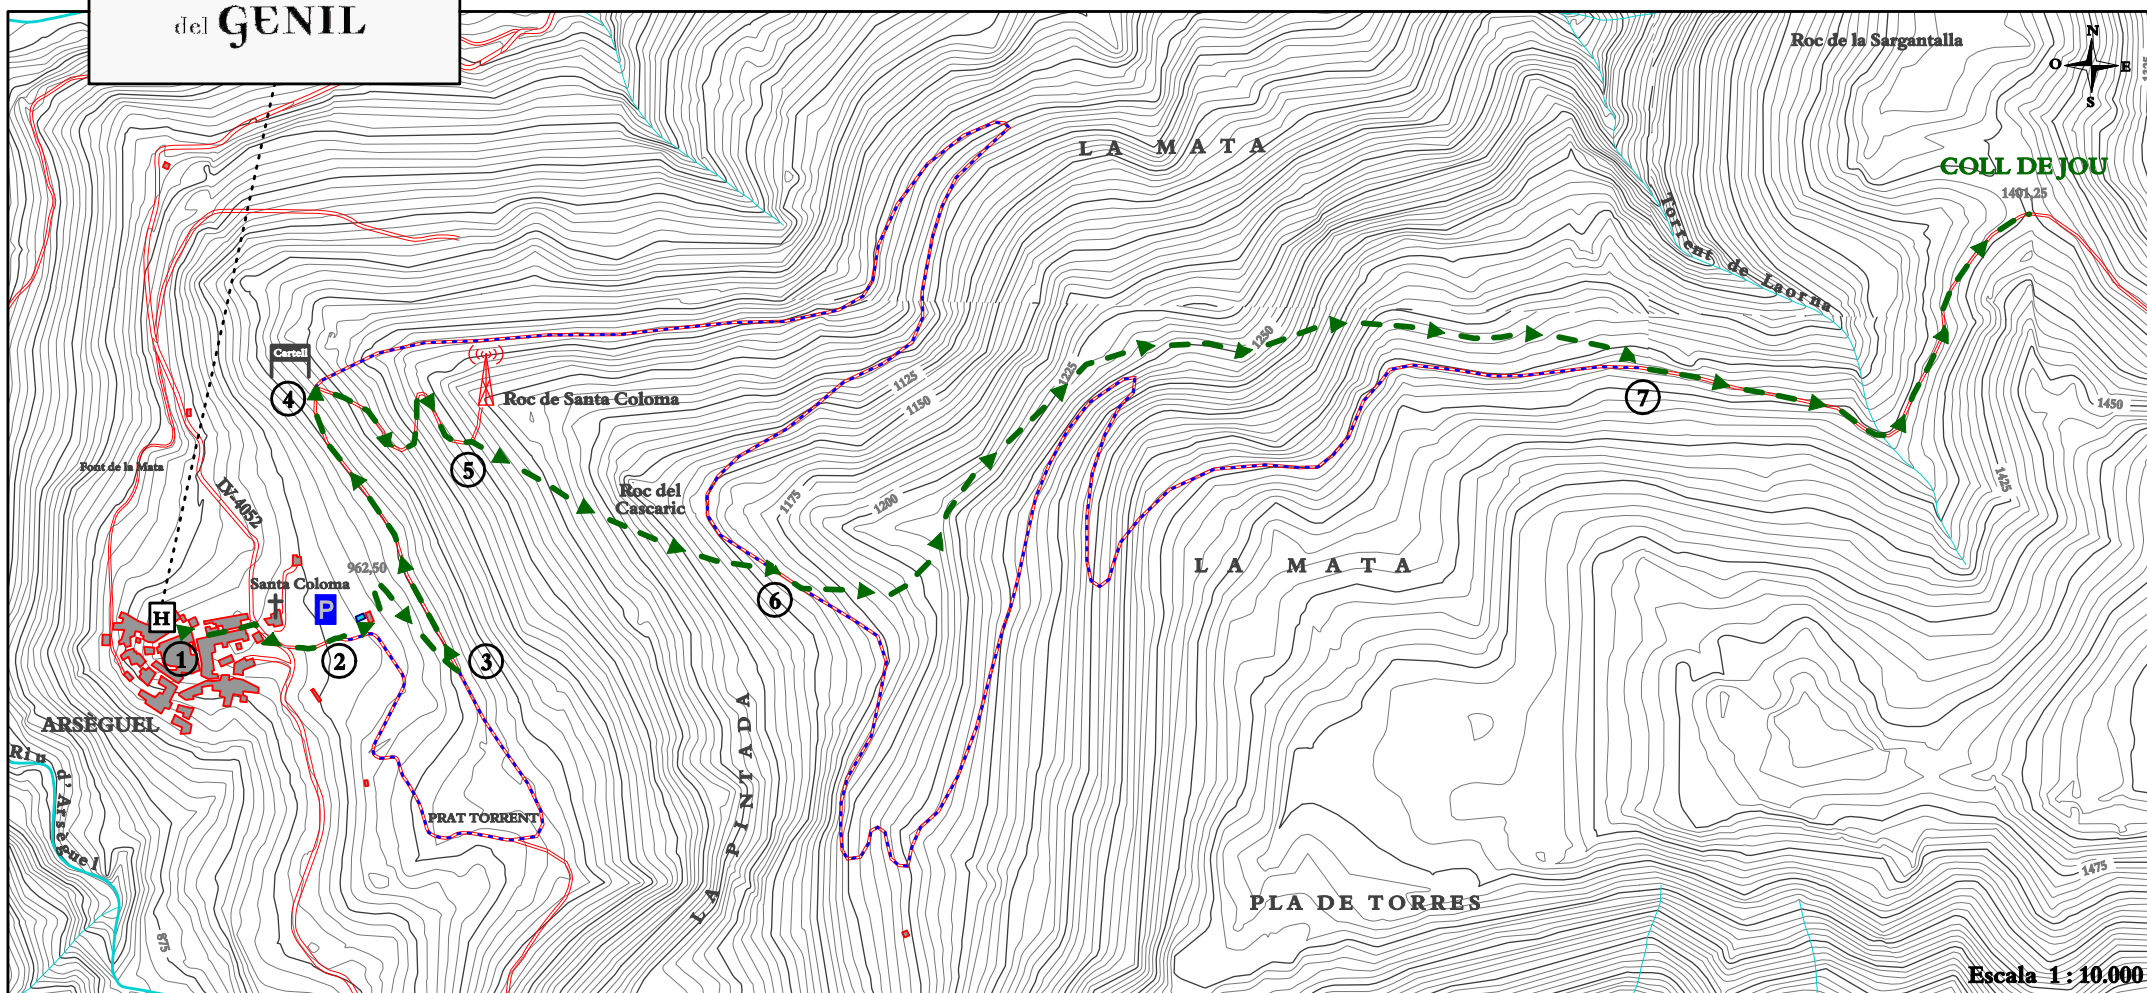 del GENIL
Roc de la Sargantalla
N
O
E
S
LA MATA
COLL DE JOU
1401,25
Torrent de Laorna
Cartell
4
Roc de Santa Coloma
1125
1150
1225
1250
7
1450
5
Font de la Mata
LV-4052
Roc del
Cascaric
1175
1200
1425
962,50
Santa Coloma
P
H
1
2
3
6
LA MATA
ARSÈGUEL
Riu d'Arseguel
PRAT TORRENT
LA PINTADA
875
PLA DE TORRES
1475
Escala 1 : 10.000